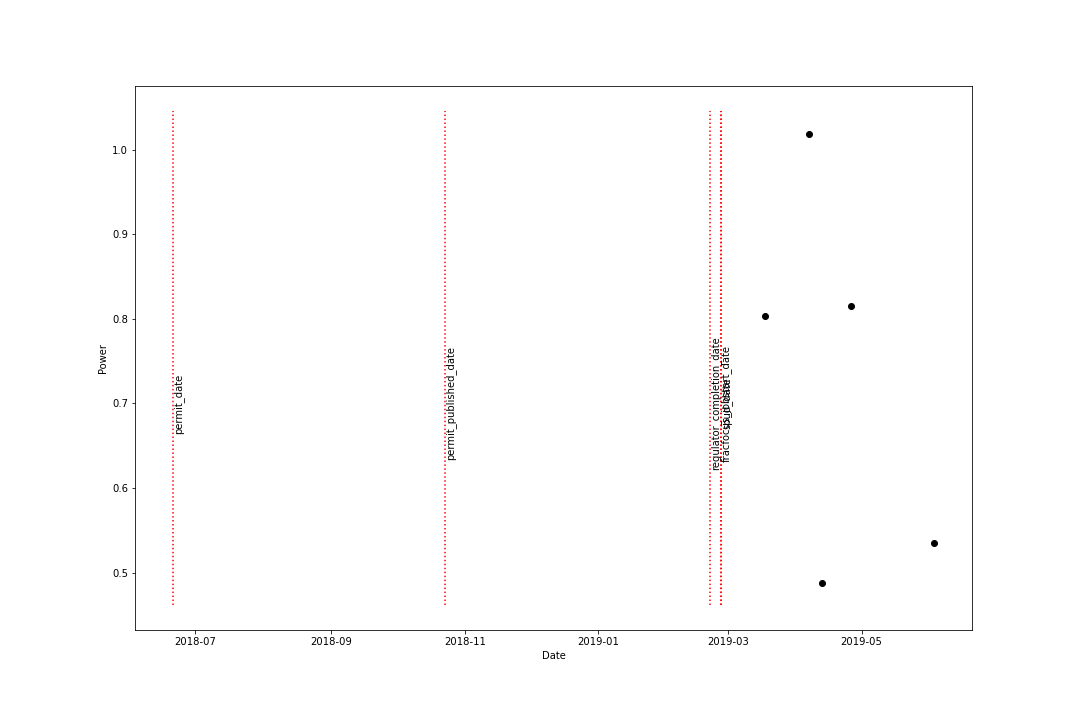 1.0
0.9
0.8
0.7
0.6
0.5
Power
permit_date
permit_published_date
regulator_completion_date
2018-07
2018-09
2018-11
2019-01
2019-03
2019-05
Date